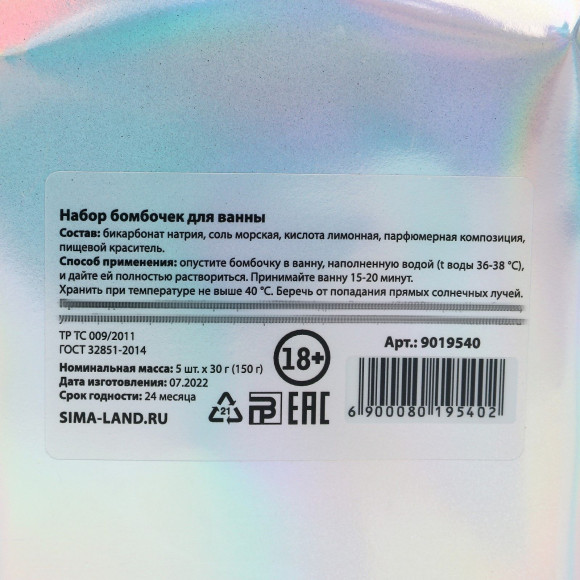 Набор бомбочек для ванны
Состав: бикарбонат натрия, соль морская, кислота лимонная, парфюмерная композиция,
пищевой краситель.
Способ применения: опустите бомбочку в ванну, наполненную водой (t воды 36-38 °С),
и дайте ей полностью раствориться. Принимайте ванну 15-20 минут.
Хранить при температуре не выше 40 °С. Беречь от попадания прямых солнечных лучей.
ТР ТС 009/2011
ГОСТ 32851-2014
Номинальная масса: 5 шт. х 30 г (150 г)
Дата изготовления: 07.2022
Срок годности: 24 месяца
SIMA-LAND.RU
18+
21
РБ
ЕАС
Арт.: 9019540
6 900080 195402